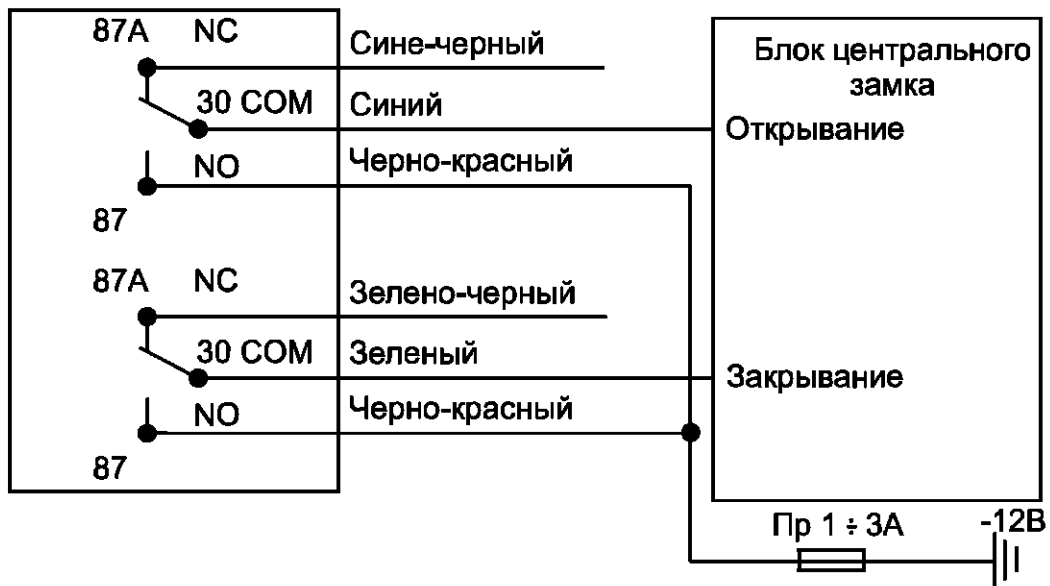 87A NC
Сине-черный
30 COM
Синий
NO
Черно-красный
87
87A NC
Зелено-черный
30 COM
Зеленый
NO
Черно-красный
87
Блок центрального
замка
Открывание
Закрывание
Пр 1 ÷ 3А
-12В